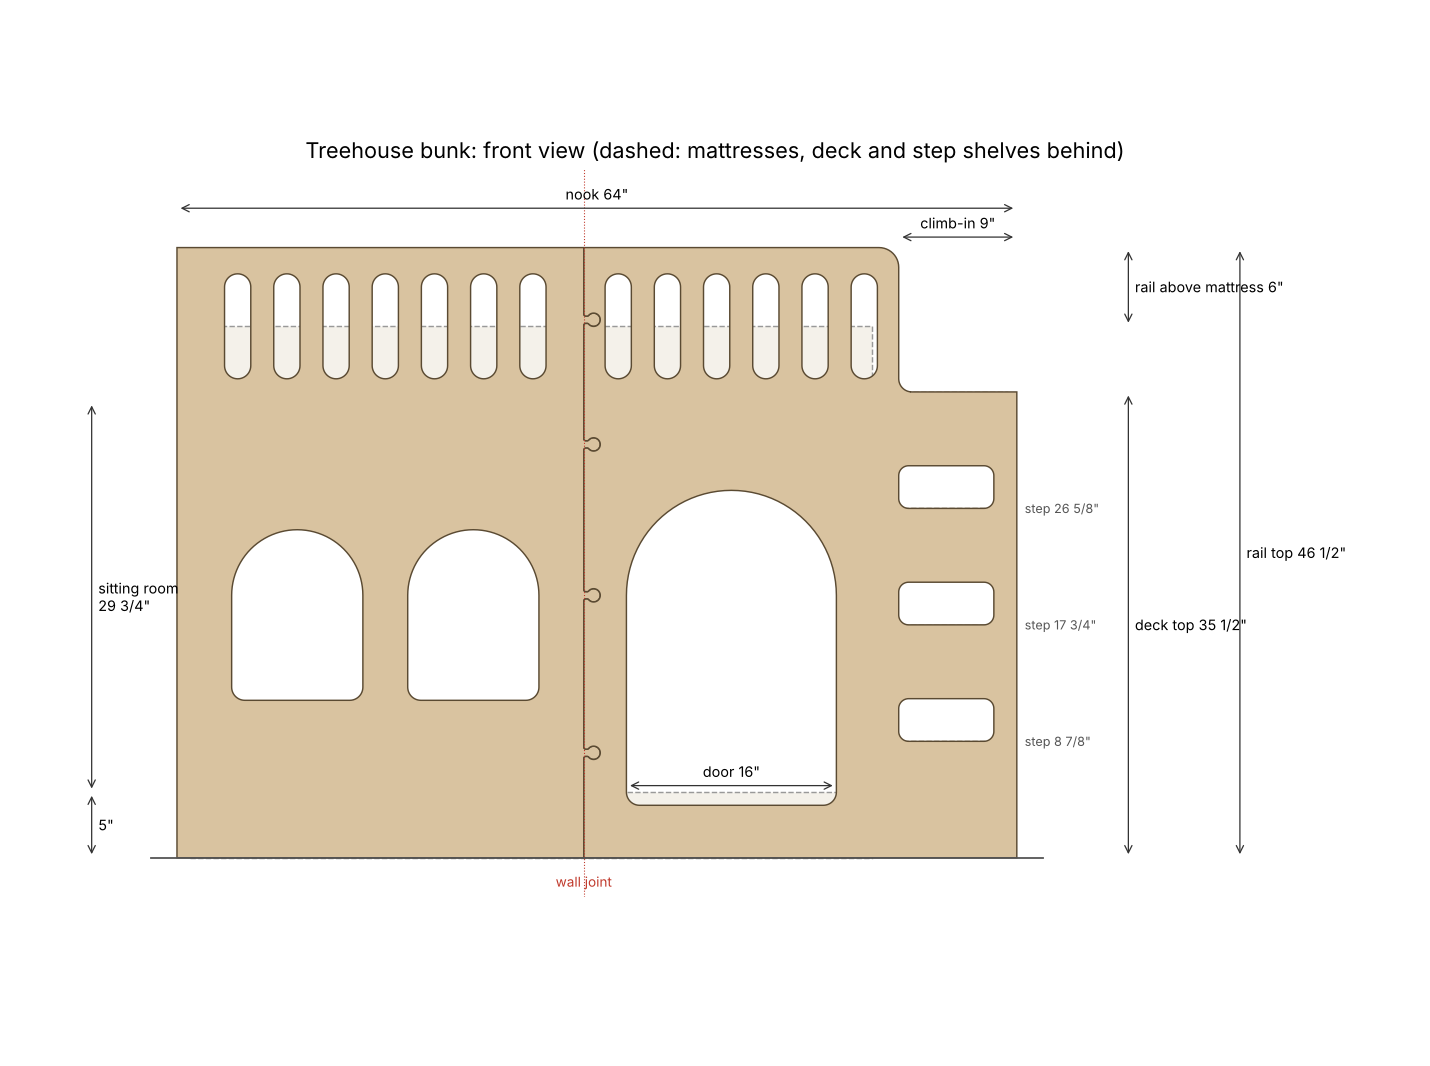 Treehouse bunk: front view (dashed: mattresses, deck and step shelves behind)
nook 64"
climb-in 9"
rail above mattress 6"
step 26 5/8"
rail top 46 1/2"
sitting room
29 3/4"
step 17 3/4"
deck top 35 1/2"
step 8 7/8"
door 16"
5"
wall joint